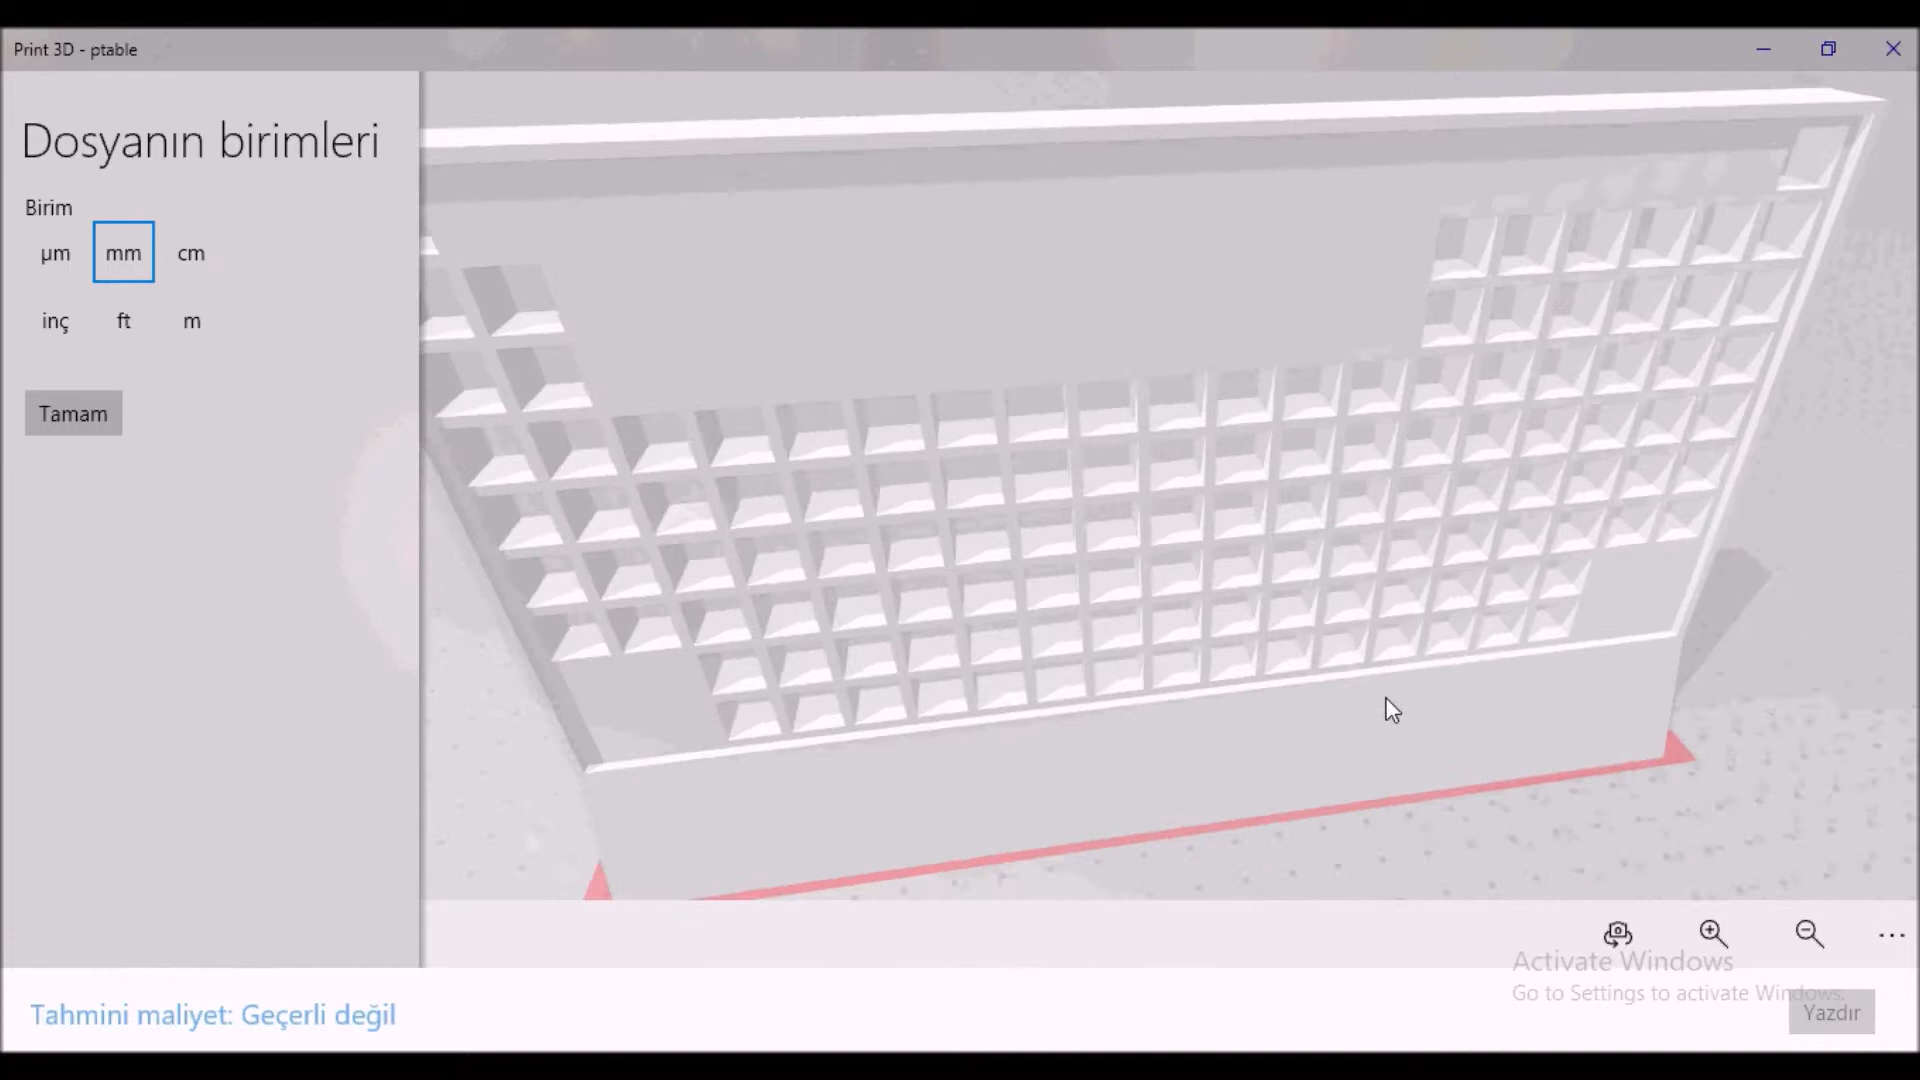 Print 3D - ptable
Dosyanın birimleri
Birim
µm mm cm
inç ft m
Tamam
Activate Windows
Go to Settings to activate Windows.
Tahmini maliyet: Geçerli değil
Yazdır